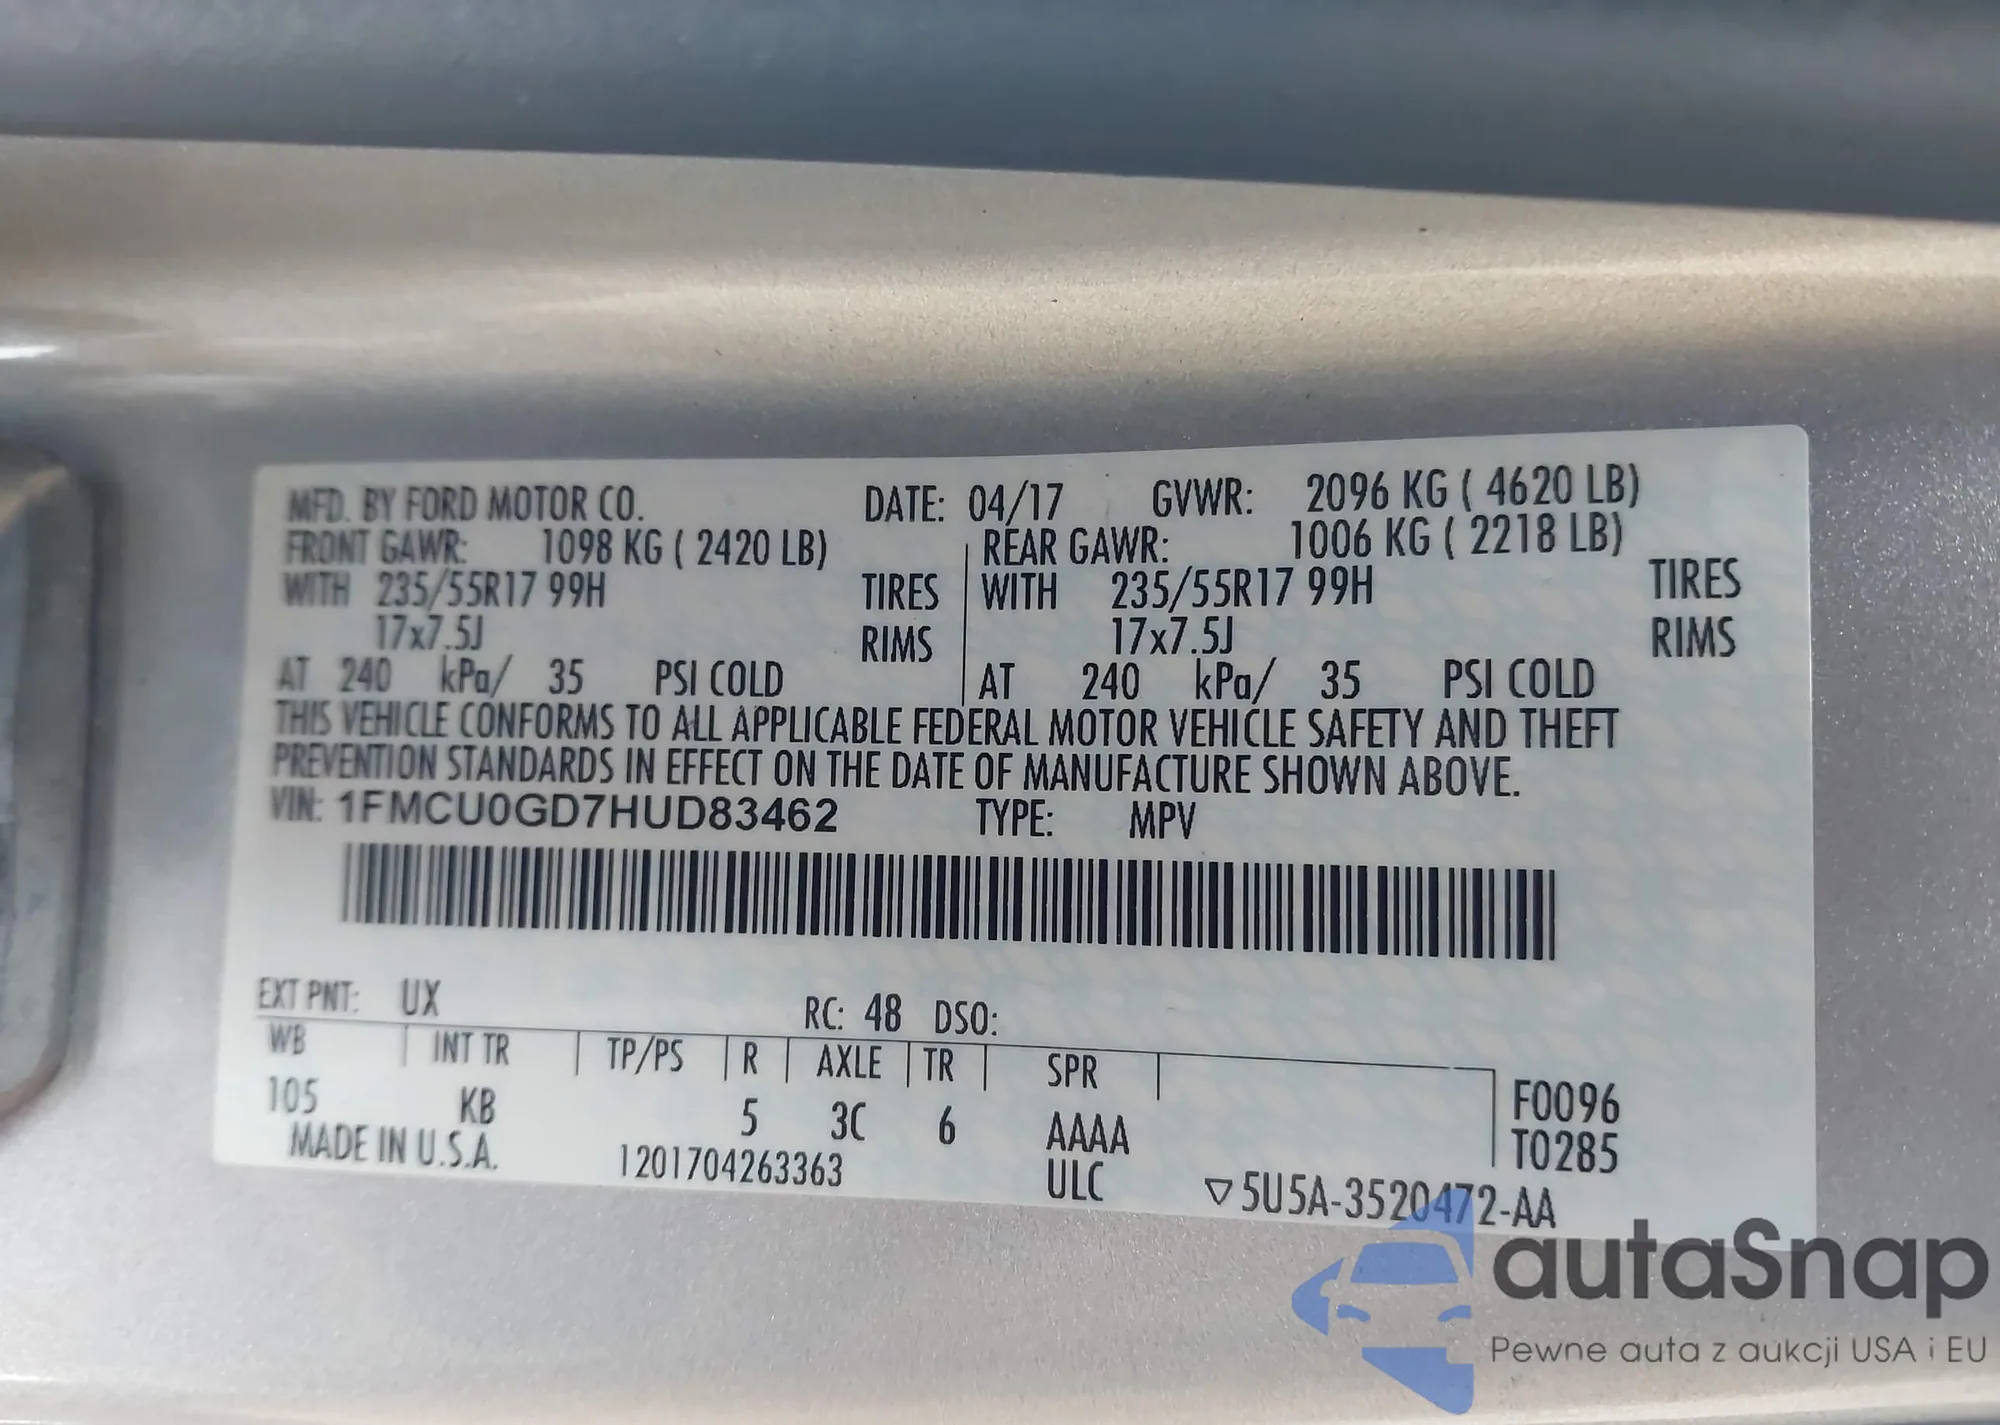 MFD. BY FORD MOTOR CO. DATE: 04/17 GVWR: 2096 KG ( 4620 LB)
FRONT GAWR: 1098 KG ( 2420 LB) REAR GAWR: 1006 KG ( 2218 LB)
WITH 235/55R17 99H TIRES WITH 235/55R17 99H TIRES
17x7.5J RIMS 17x7.5J RIMS
AT 240 kPa/ 35 PSI COLD AT 240 kPa/ 35 PSI COLD
THIS VEHICLE CONFORMS TO ALL APPLICABLE FEDERAL MOTOR VEHICLE SAFETY AND THEFT
PREVENTION STANDARDS IN EFFECT ON THE DATE OF MANUFACTURE SHOWN ABOVE.
VIN: 1FMCU0GD7HUD83462 TYPE: MPV
EXT PNT: UX RC: 48 DSO:
WB INT TR TP/PS R AXLE TR SPR
105 KB 5 3C 6 AAAA F0096
MADE IN U.S.A. 1201704263363 ULC T0285
▽5U5A-3520472-AA
autaSnap
Pewne auta z aukcji USA i EU